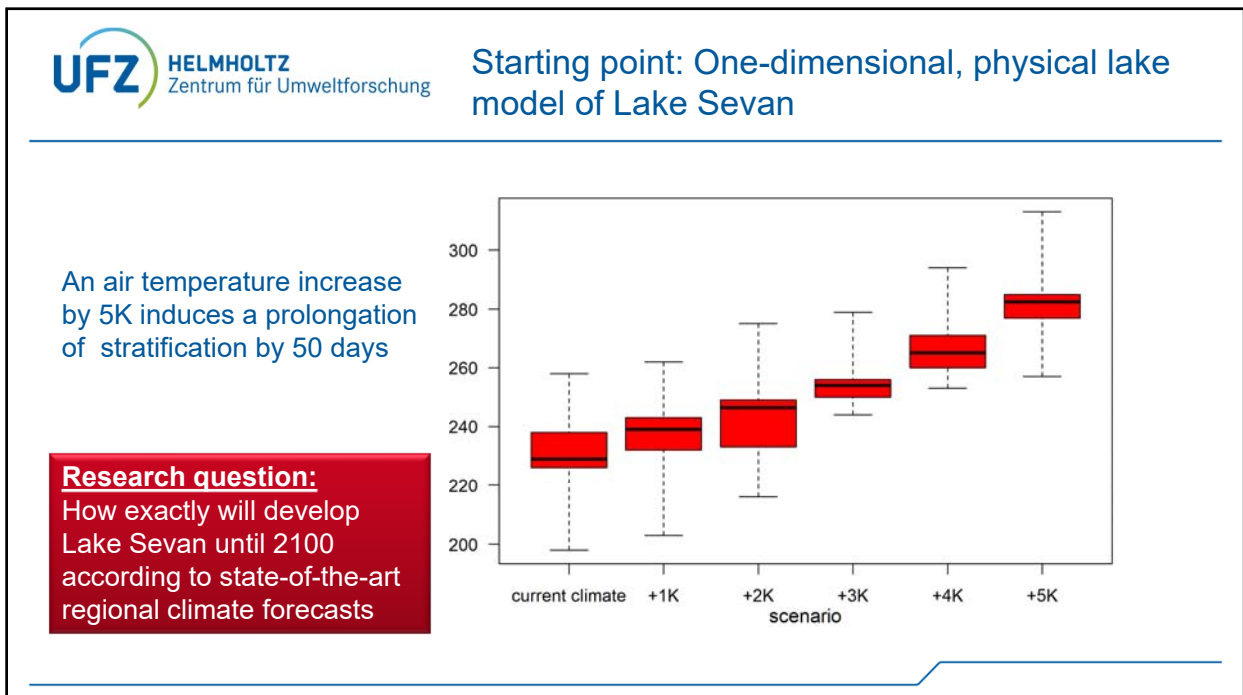 UFZ
HELMHOLTZ
Zentrum für Umweltforschung
Starting point: One-dimensional, physical lake
model of Lake Sevan
An air temperature increase
by 5K induces a prolongation
of stratification by 50 days
Research question:
How exactly will develop
Lake Sevan until 2100
according to state-of-the-art
regional climate forecasts
300
280
260
240
220
200
current climate +1K +2K +3K +4K +5K
scenario